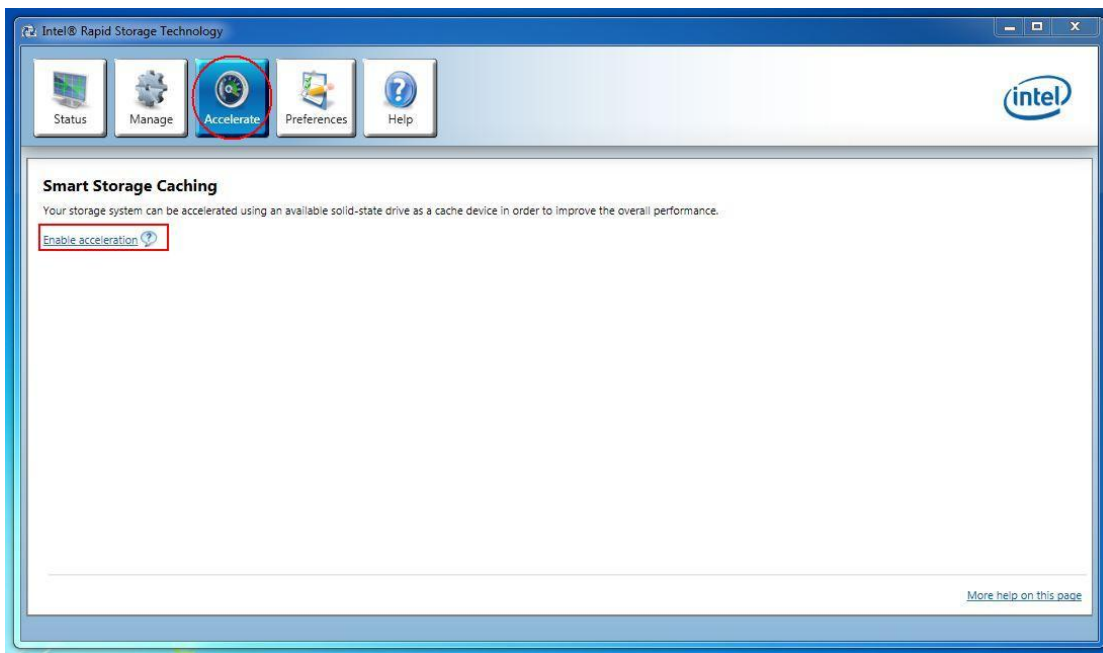 Intel® Rapid Storage Technology
Status
Manage
Accelerate
Preferences
Help
intel
Smart Storage Caching
Your storage system can be accelerated using an available solid-state drive as a cache device in order to improve the overall performance.
Enable acceleration
More help on this page